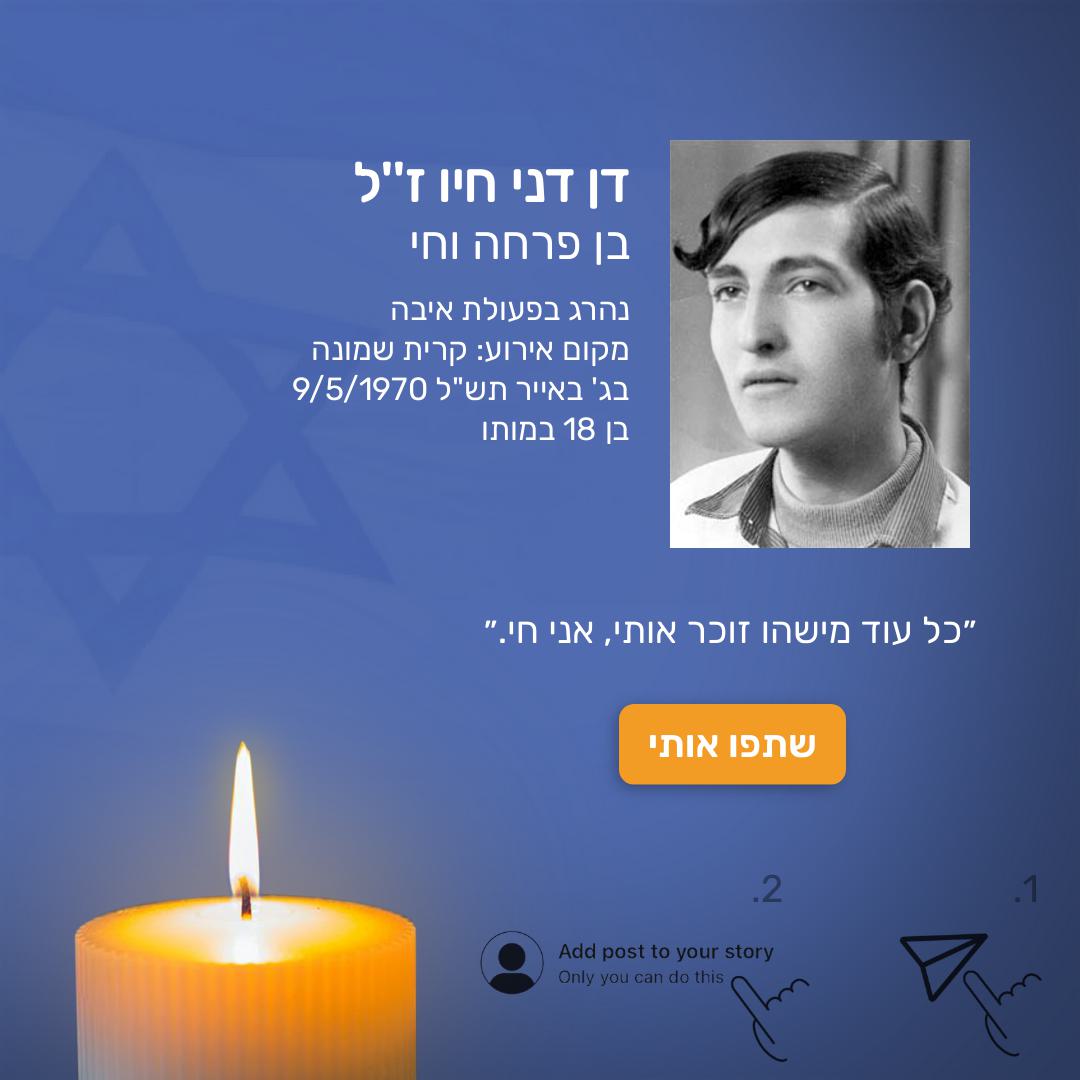 דן דני חיו ז"ל
בן פרחה וחי
נהרג בפעולת איבה
מקום אירוע: קרית שמונה
בג' באייר תש"ל 9/5/1970
בן 18 במותו
״כל עוד מישהו זוכר אותי, אני חי.״
שתפו אותי
1.
2.
Add post to your story
Only you can do this